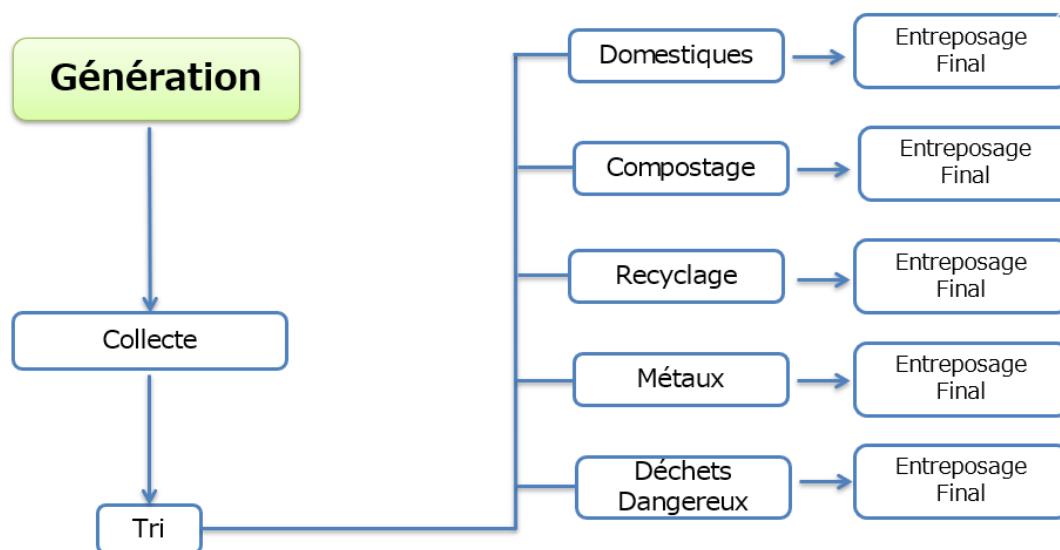 Génération
Collecte
Tri
Domestiques
Entreposage
Final
Compostage
Entreposage
Final
Recyclage
Entreposage
Final
Métaux
Entreposage
Final
Déchets
Dangereux
Entreposage
Final